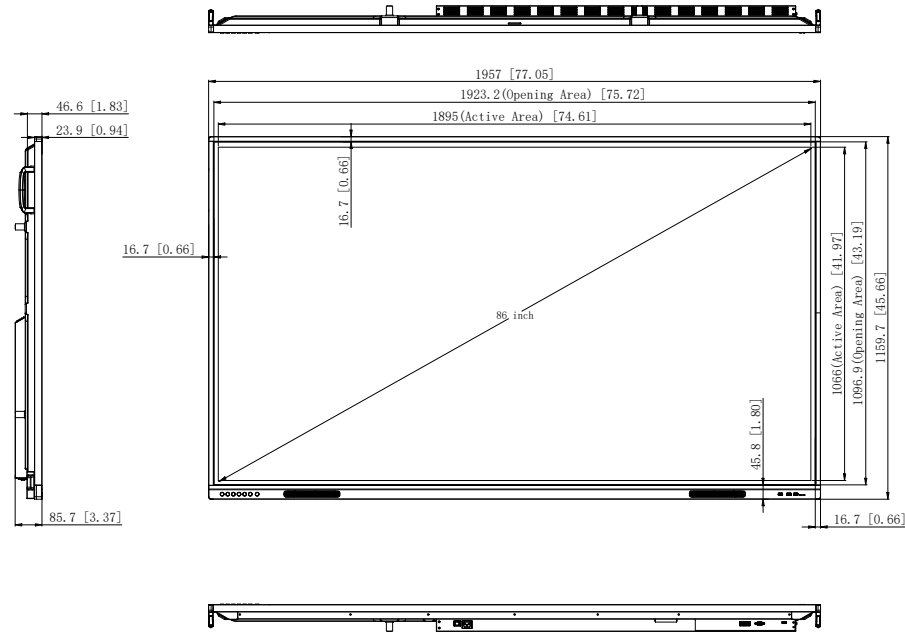 1957 [77.05]
1923.2(Opening Area) [75.72]
1895(Active Area) [74.61]
46.6 [1.83]
23.9 [0.94]
16.7 [0.66]
16.7 [0.66]
86 inch
1066(Active Area) [41.97]
1096.9(Opening Area) [43.19]
1159.7 [45.66]
45.8 [1.80]
85.7 [3.37]
16.7 [0.66]